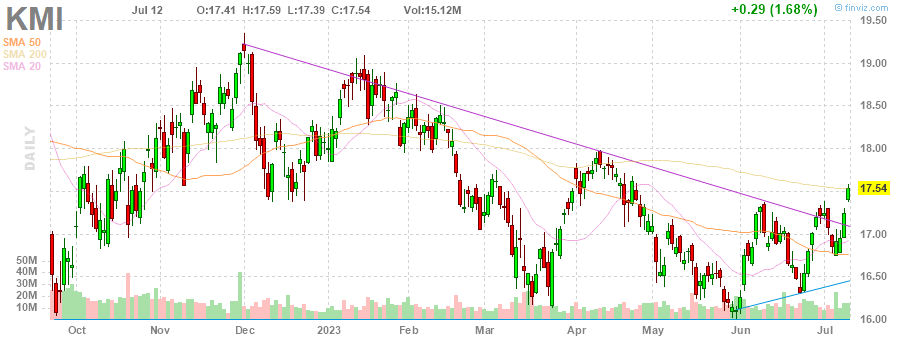 KMI Jul 12 O:17.41 H:17.59 L:17.39 C:17.54 Vol:15.12M +0.29 (1.68%) finviz.com
SMA 50
SMA 200
SMA 20
DAILY
19.50
19.00
18.50
18.00
17.54
17.00
16.50
16.00
50M
40M
30M
20M
10M
Oct Nov Dec 2023 Feb Mar Apr May Jun Jul